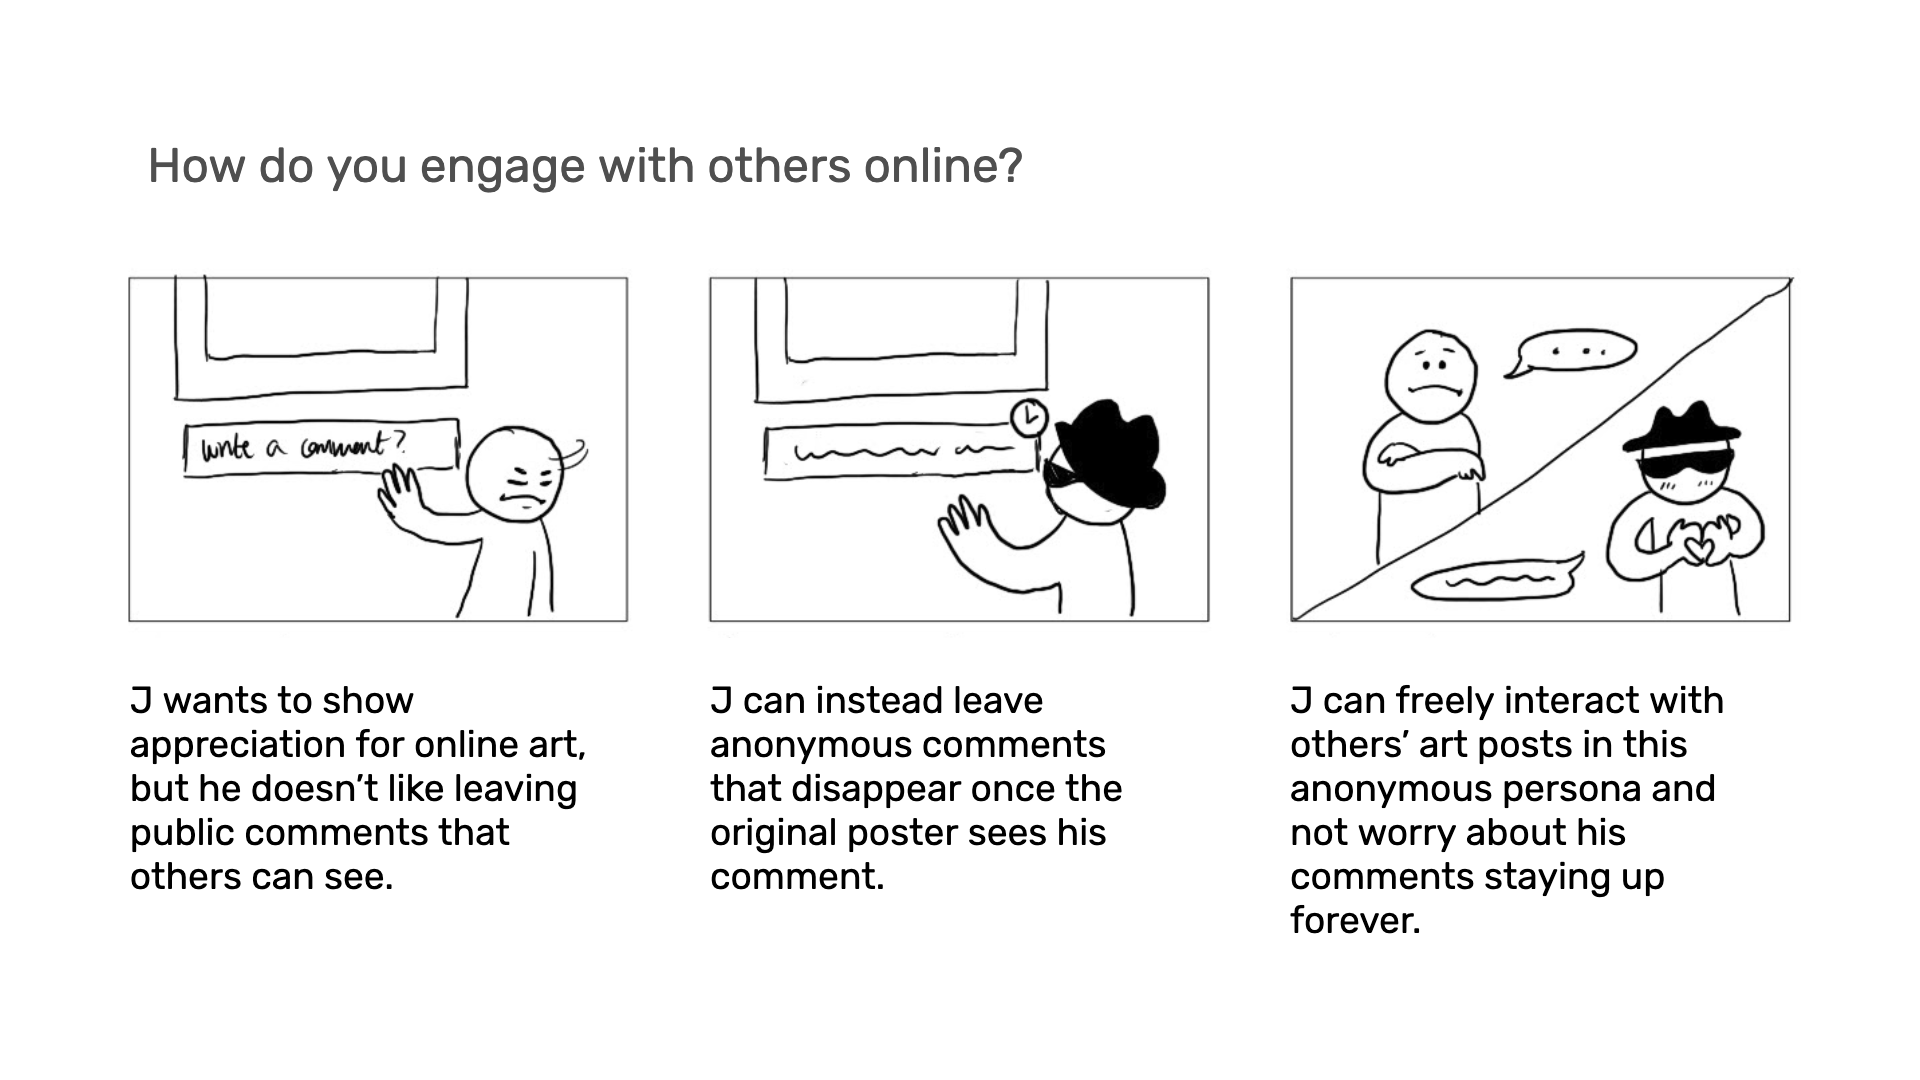 How do you engage with others online?
write a comment?
J wants to show
appreciation for online art,
but he doesn’t like leaving
public comments that
others can see.
J can instead leave
anonymous comments
that disappear once the
original poster sees his
comment.
J can freely interact with
others’ art posts in this
anonymous persona and
not worry about his
comments staying up
forever.